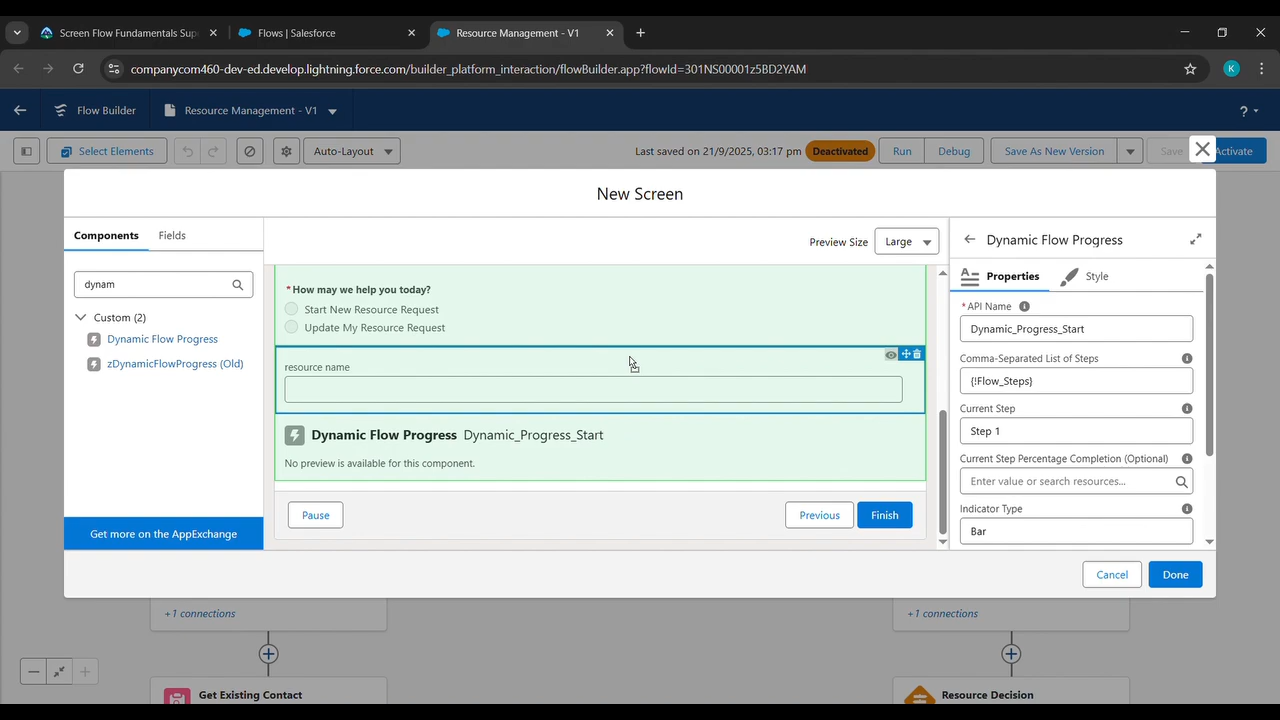 Screen Flow Fundamentals Supe
Flows | Salesforce
Resource Management - V1
companycom460-dev-ed.develop.lightning.force.com/builder_platform_interaction/flowBuilder.app?flowId=301NS00001z5BD2YAM
K
Flow Builder
Resource Management - V1
?
Select Elements
Auto-Layout
Last saved on 21/9/2025, 03:17 pm
Deactivated
Run
Debug
Save As New Version
Save
Activate
New Screen
Components
Fields
Preview Size
Large
Dynamic Flow Progress
dynam
Custom (2)
Dynamic Flow Progress
zDynamicFlowProgress (Old)
Get more on the AppExchange
*How may we help you today?
Start New Resource Request
Update My Resource Request
resource name
Dynamic Flow Progress Dynamic_Progress_Start
No preview is available for this component.
Pause
Previous
Finish
Properties
Style
*API Name
Dynamic_Progress_Start
Comma-Separated List of Steps
{!Flow_Steps}
Current Step
Step 1
Current Step Percentage Completion (Optional)
Enter value or search resources...
Indicator Type
Bar
Cancel
Done
+1 connections
+1 connections
Get Existing Contact
Resource Decision